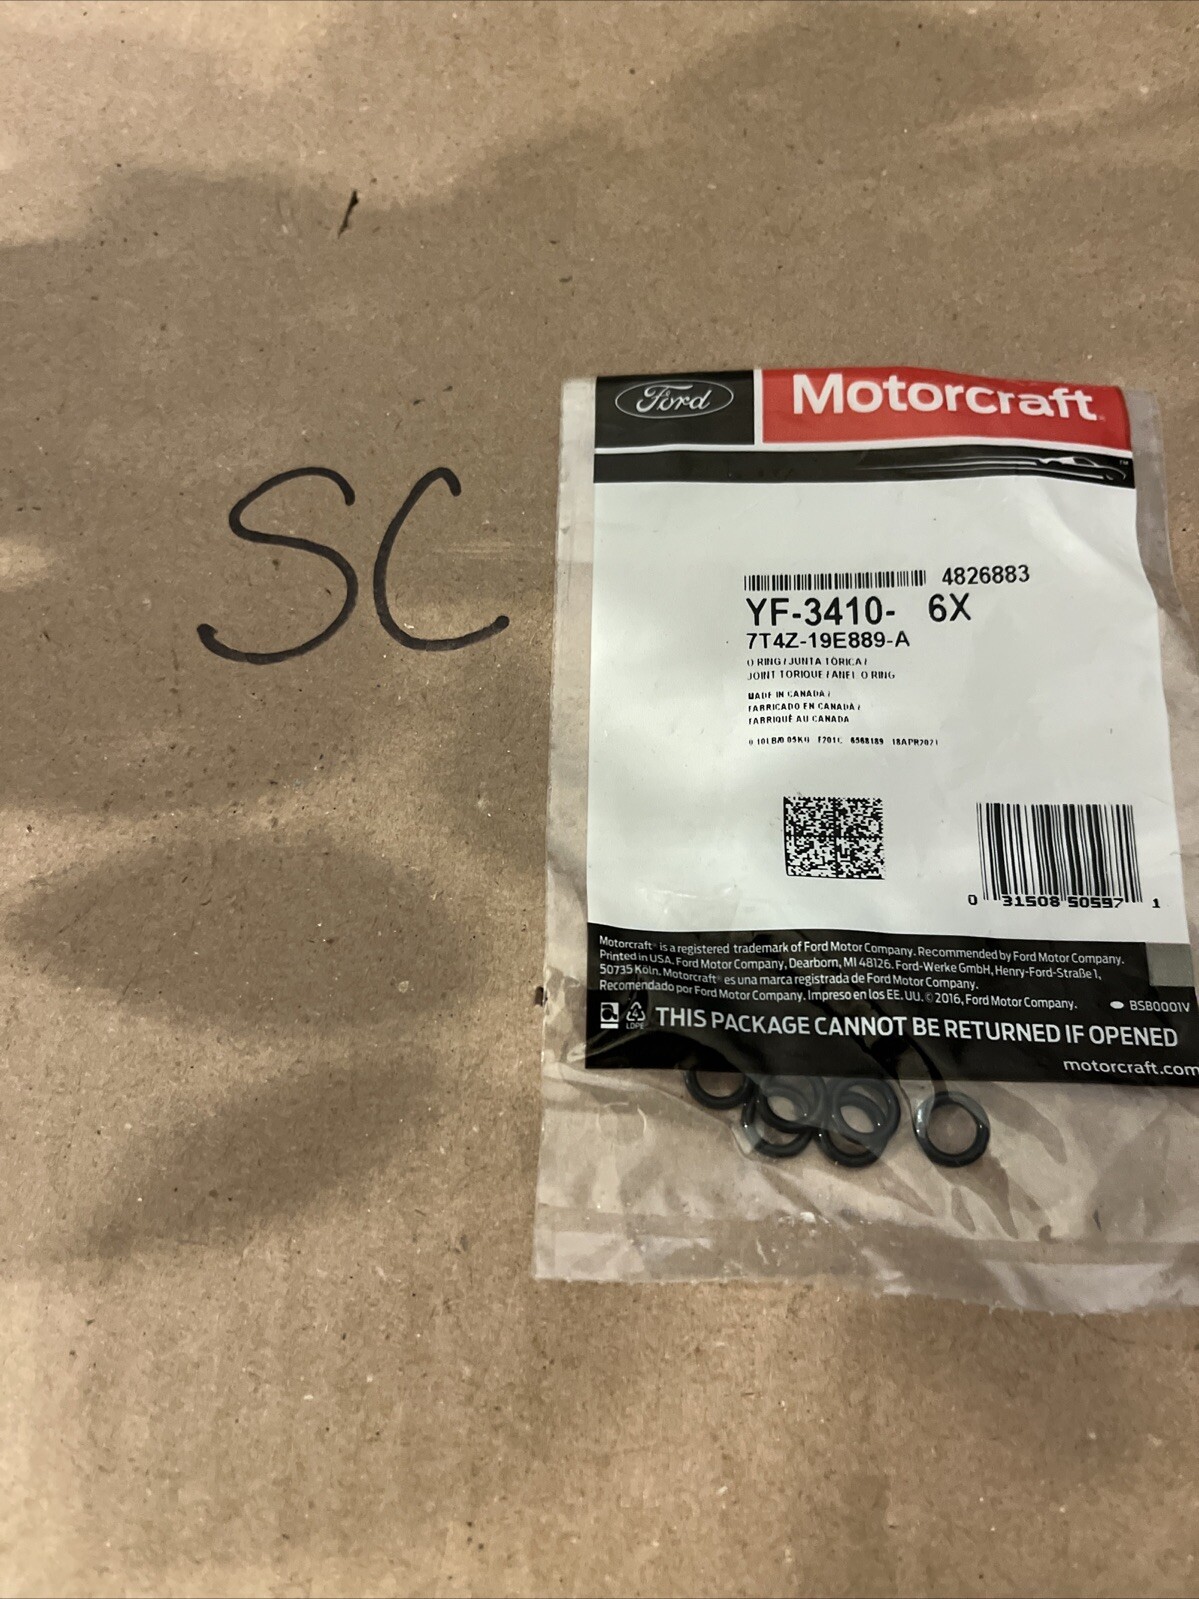 SC
Ford Motorcraft
4826883
YF-3410- 6X
7T4Z-19E889-A
O RING / JUNTA TÓRICA /
JOINT TORIQUE / ANEL O RING
MADE IN CANADA /
FABRICADO EN CANADÁ /
FABRIQUÉ AU CANADA
6568189 18APR2021
0 31508 50597 1
Motorcraft® is a registered trademark of Ford Motor Company. Recommended by Ford Motor Company.
Printed in USA. Ford Motor Company, Dearborn, MI 48126. Ford-Werke GmbH, Henry-Ford-Straße 1,
50735 Köln. Motorcraft® es una marca registrada de Ford Motor Company.
Recomendado por Ford Motor Company. Impreso en los EE. UU. © 2016, Ford Motor Company.
BSB0001V
4
LDPE
THIS PACKAGE CANNOT BE RETURNED IF OPENED
motorcraft.com